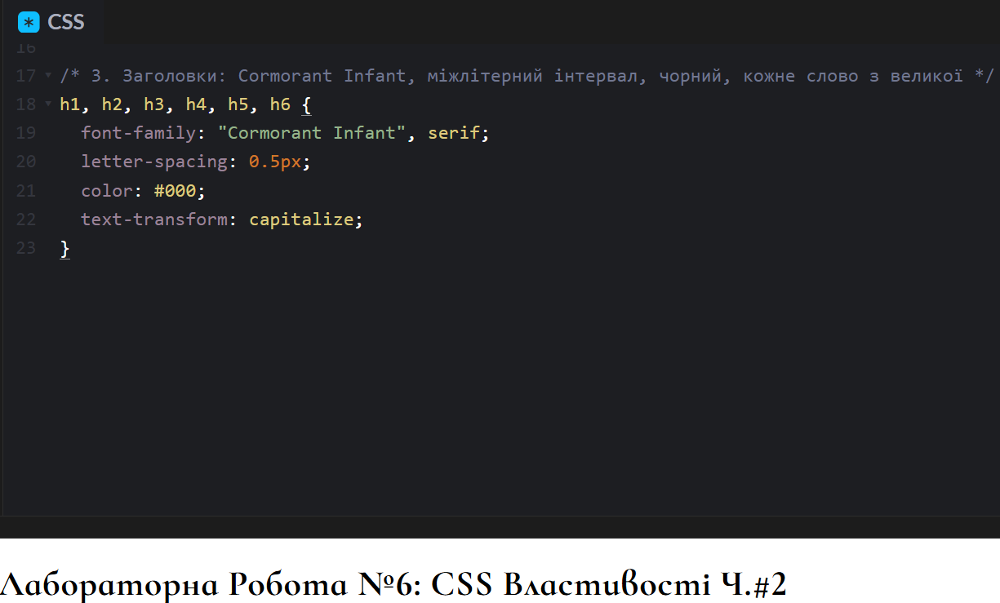 CSS
16
17 /* 3. Заголовки: Cormorant Infant, міжлітерний інтервал, чорний, кожне слово з великої */
18 h1, h2, h3, h4, h5, h6 {
19 font-family: "Cormorant Infant", serif;
20 letter-spacing: 0.5px;
21 color: #000;
22 text-transform: capitalize;
23 }
Лабораторна Робота №6: CSS Властивості Ч.#2